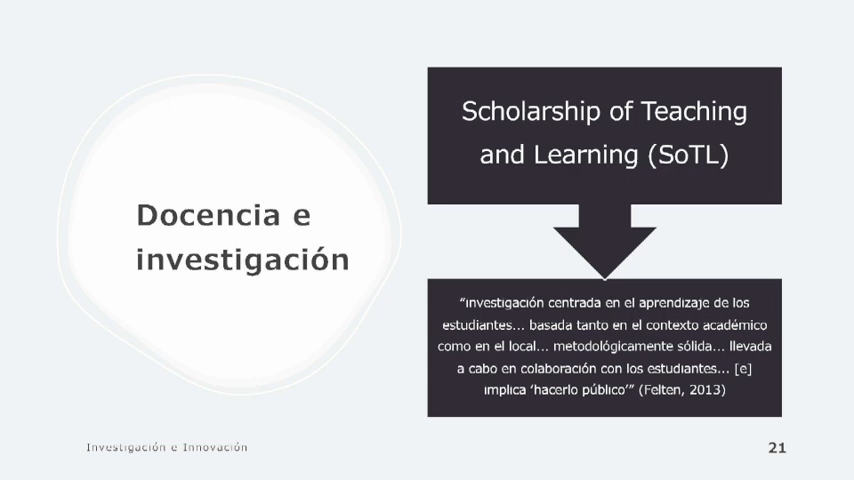 Docencia e
investigación
Scholarship of Teaching
and Learning (SoTL)
“investigación centrada en el aprendizaje de los
estudiantes... basada tanto en el contexto académico
como en el local... metodológicamente sólida... llevada
a cabo en colaboración con los estudiantes... [e]
implica ‘hacerlo público’” (Felten, 2013)
Investigación e Innovación
21